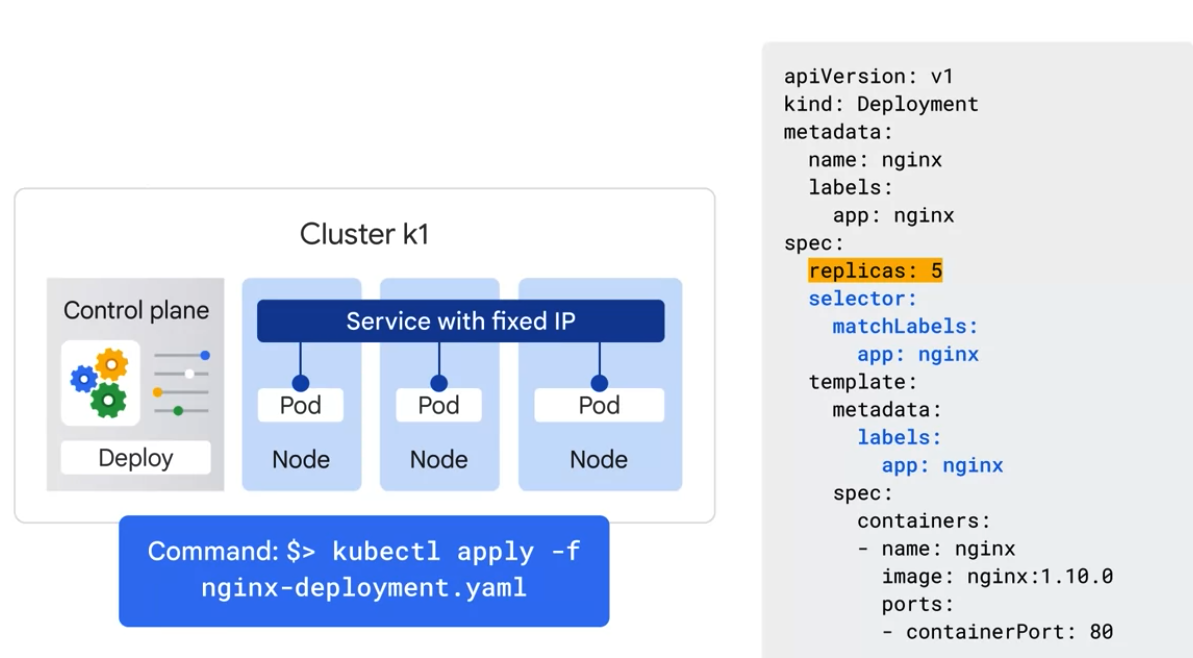 Cluster k1
Control plane
Deploy
Service with fixed IP
Pod
Pod
Pod
Node
Node
Node
Command: $> kubectl apply -f
nginx-deployment.yaml
apiVersion: v1
kind: Deployment
metadata:
  name: nginx
  labels:
    app: nginx
spec:
  replicas: 5
  selector:
    matchLabels:
      app: nginx
  template:
    metadata:
      labels:
        app: nginx
    spec:
      containers:
      - name: nginx
        image: nginx:1.10.0
        ports:
        - containerPort: 80